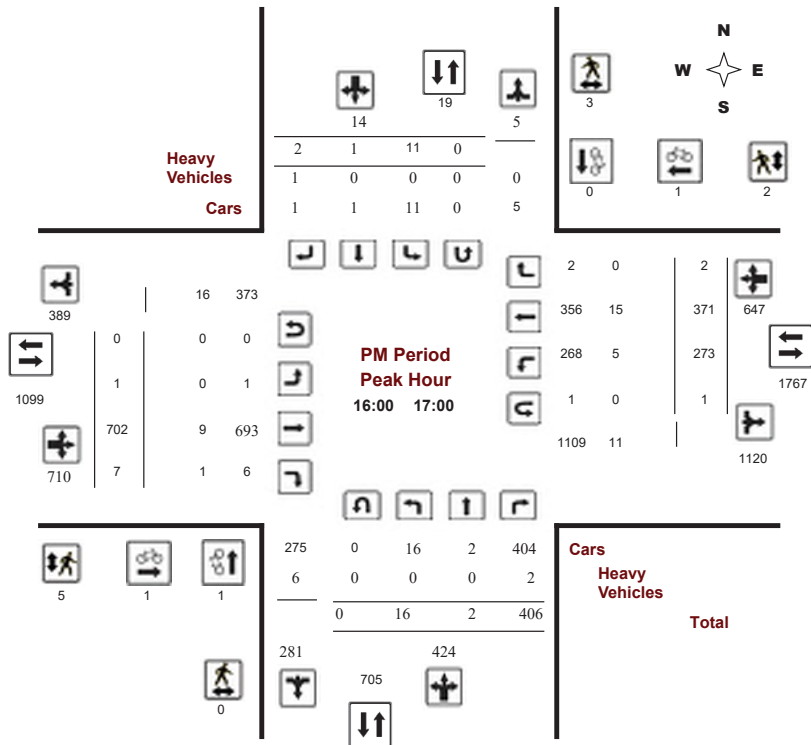 N
W E
S
19
3
14 5
2 1 11 0
Heavy
Vehicles
1 0 0 0 0
Cars
1 1 11 0 5
0 1 2
16 373
389
0 0 0
1099
1 0 1
702 9 693
710
7 1 6
PM Period
Peak Hour
16:00 17:00
2 0 2
356 15 371 647
268 5 273
1767
1 0 1
1109 11
1120
275 0 16 2 404
Cars
6 0 0 0 2
Heavy
Vehicles
0 16 2 406
Total
5 1 1
281 424
705
0